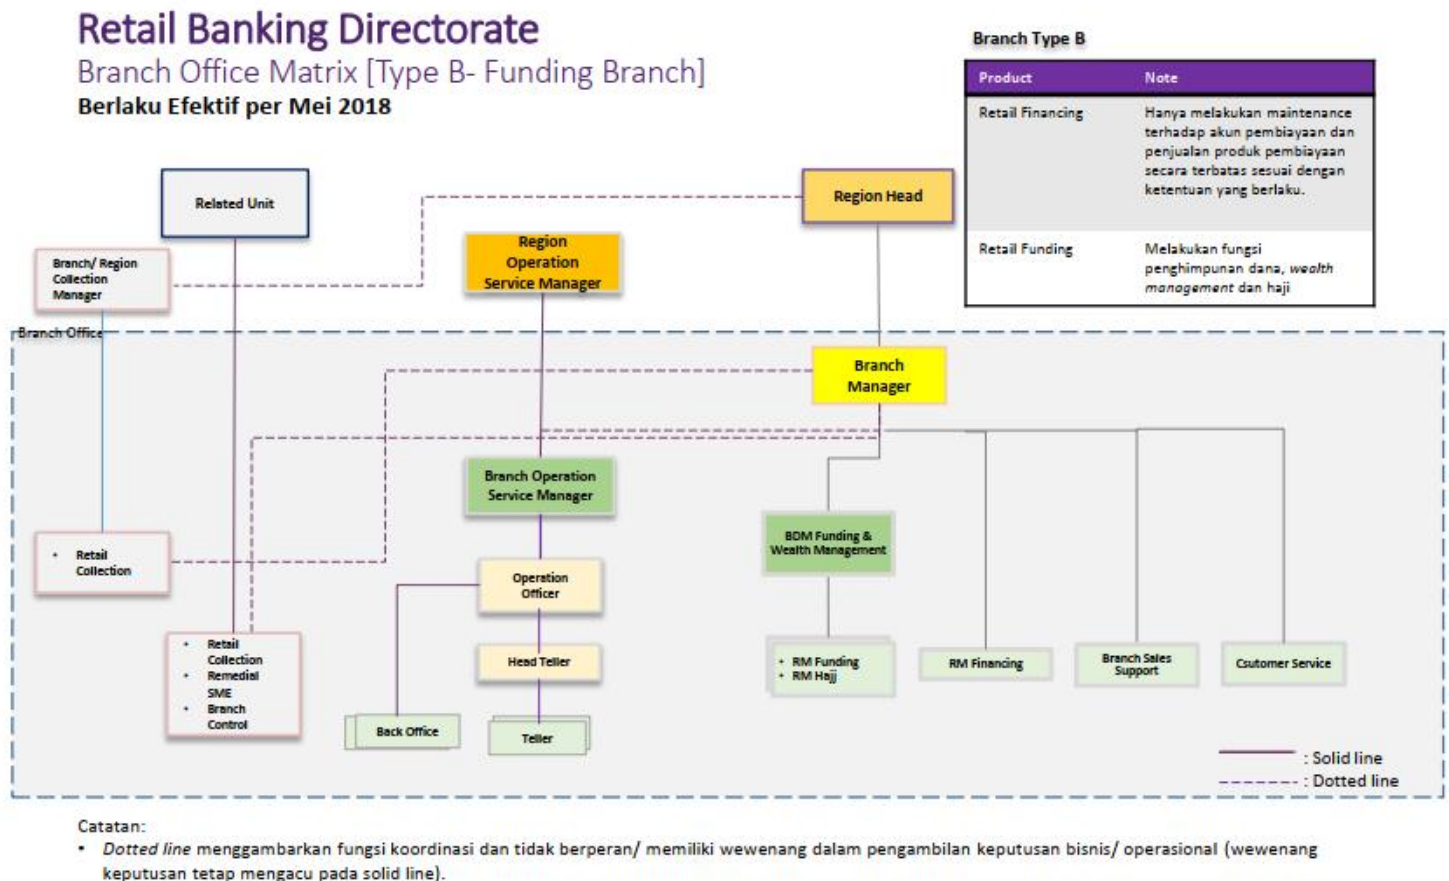 Retail Banking Directorate
Branch Office Matrix [Type B- Funding Branch]
Berlaku Efektif per Mei 2018
Branch Type B
Product
Note
Retail Financing
Hanya melakukan maintenance
terhadap akun pembiayaan dan
penjualan produk pembiayaan
secara terbatas sesuai dengan
ketentuan yang berlaku.
Retail Funding
Melakukan fungsi
penghimpunan dana, wealth
management dan haji
Related Unit
Region Head
Branch/ Region
Collection
Manager
Region
Operation
Service Manager
Branch Office
Branch
Manager
Branch Operation
Service Manager
BDM Funding &
Wealth Management
• Retail
Collection
Operation
Officer
• Retail
Collection
• Remedial
SME
• Branch
Control
Head Teller
• RM Funding
• RM Hajj
RM Financing
Branch Sales
Support
Csutomer Service
Back Office
Teller
: Solid line
: Dotted line
Catatan:
• Dotted line menggambarkan fungsi koordinasi dan tidak berperan/ memiliki wewenang dalam pengambilan keputusan bisnis/ operasional (wewenang
keputusan tetap mengacu pada solid line).